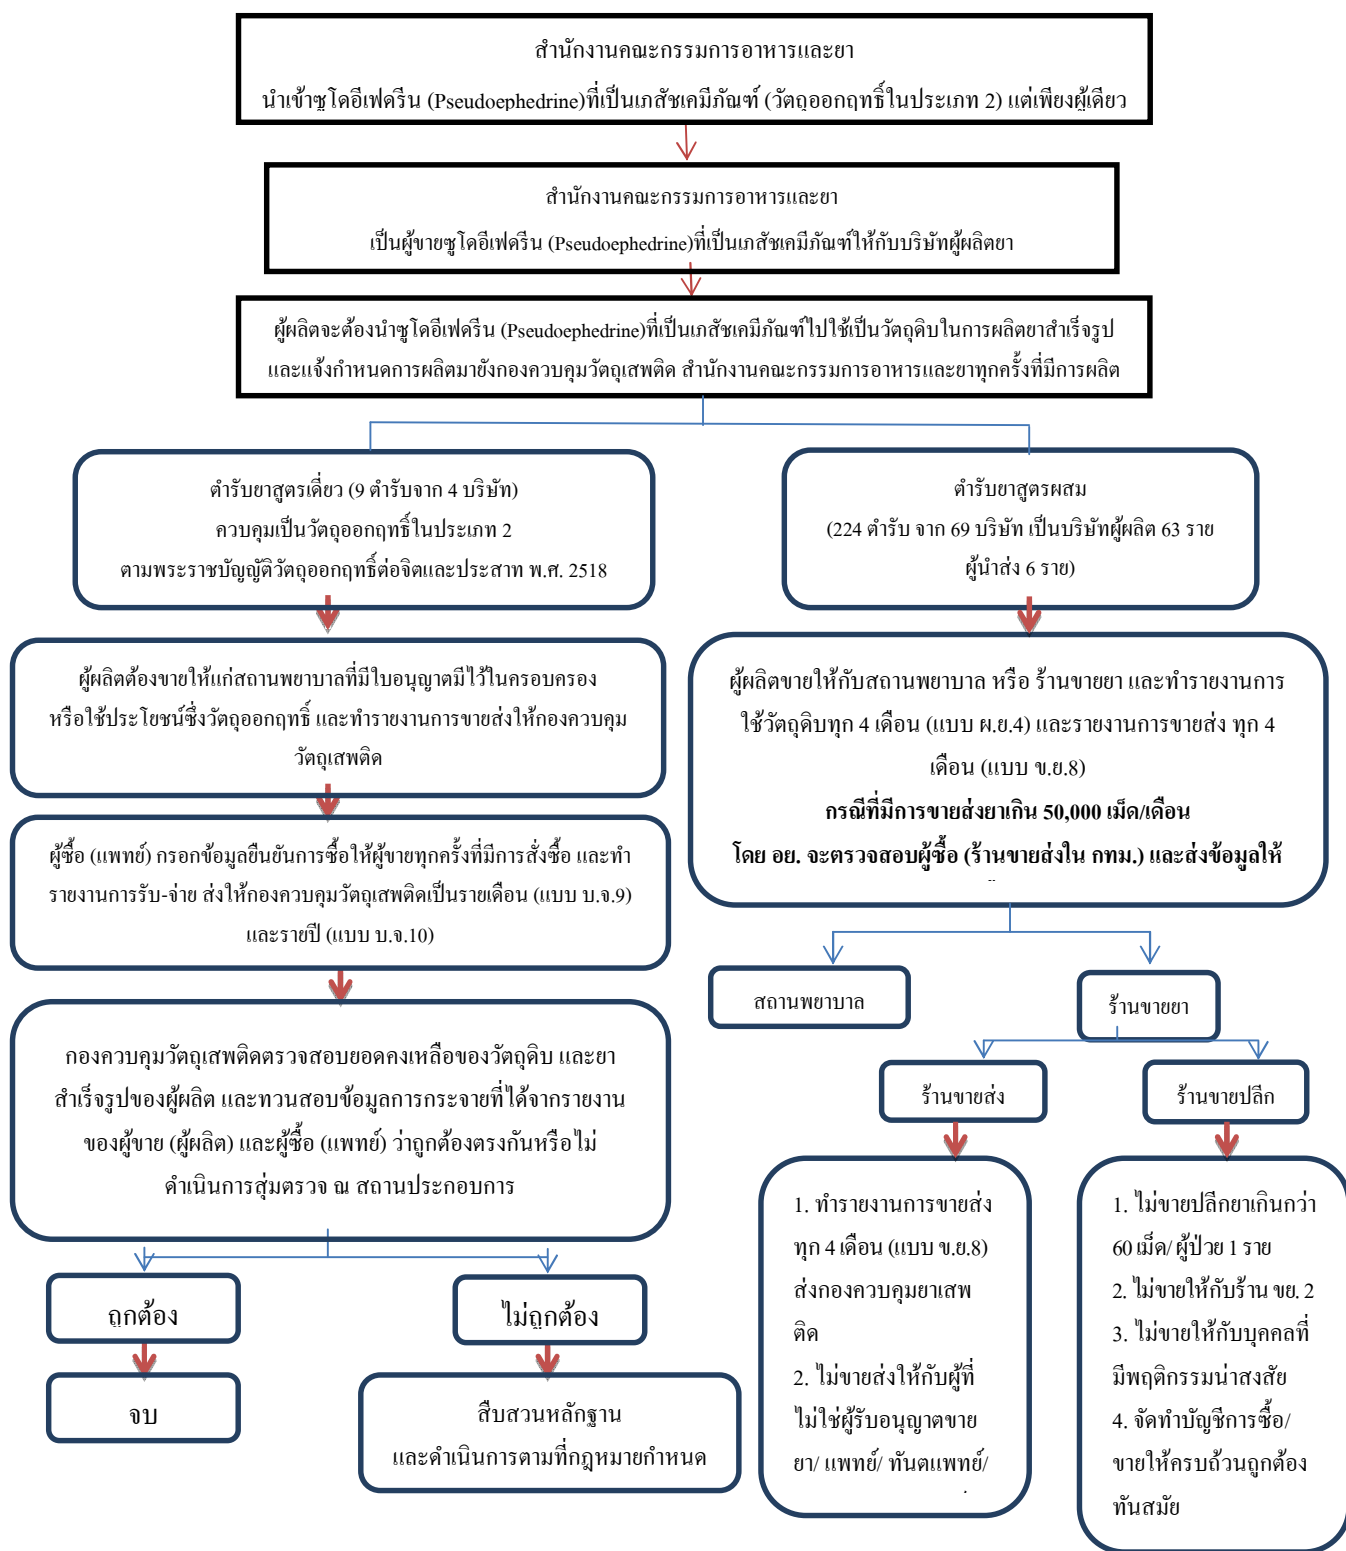 สำนักงานคณะกรรมการอาหารและยา
นำเข้าซูโดอีเฟดรีน (Pseudoephedrine)ที่เป็นเภสัชเคมีภัณฑ์ (วัตถุออกฤทธิ์ในประเภท 2) แต่เพียงผู้เดียว
สำนักงานคณะกรรมการอาหารและยา
เป็นผู้ขายซูโดอีเฟดรีน (Pseudoephedrine)ที่เป็นเภสัชเคมีภัณฑ์ให้กับบริษัทผู้ผลิตยา
ผู้ผลิตจะต้องนำซูโดอีเฟดรีน (Pseudoephedrine)ที่เป็นเภสัชเคมีภัณฑ์ไปใช้เป็นวัตถุดิบในการผลิตยาสำเร็จรูป
และแจ้งกำหนดการผลิตมายังกองควบคุมวัตถุเสพติด สำนักงานคณะกรรมการอาหารและยาทุกครั้งที่มีการผลิต
ตำรับยาสูตรเดี่ยว (9 ตำรับจาก 4 บริษัท)
ควบคุมเป็นวัตถุออกฤทธิ์ในประเภท 2
ตามพระราชบัญญัติวัตถุออกฤทธิ์ต่อจิตและประสาท พ.ศ. 2518
ตำรับยาสูตรผสม
(224 ตำรับ จาก 69 บริษัท เป็นบริษัทผู้ผลิต 63 ราย
ผู้นำส่ง 6 ราย)
ผู้ผลิตต้องขายให้แก่สถานพยาบาลที่มีใบอนุญาตมีไว้ในครอบครอง
หรือใช้ประโยชน์ซึ่งวัตถุออกฤทธิ์ และทำรายงานการขายส่งให้กองควบคุม
วัตถุเสพติด
ผู้ผลิตขายให้กับสถานพยาบาล หรือ ร้านขายยา และทำรายงานการ
ใช้วัตถุดิบทุก 4 เดือน (แบบ ผ.ย.4) และรายงานการขายส่ง ทุก 4
เดือน (แบบ ข.ย.8)
กรณีที่มีการขายส่งยาเกิน 50,000 เม็ด/เดือน
โดย อย. จะตรวจสอบผู้ซื้อ (ร้านขายส่งใน กทม.) และส่งข้อมูลให้
ผู้ซื้อ (แพทย์) กรอกข้อมูลยืนยันการซื้อให้ผู้ขายทุกครั้งที่มีการสั่งซื้อ และทำ
รายงานการรับ-จ่าย ส่งให้กองควบคุมวัตถุเสพติดเป็นรายเดือน (แบบ บ.จ.9)
และรายปี (แบบ บ.จ.10)
สถานพยาบาล
ร้านขายยา
กองควบคุมวัตถุเสพติดตรวจสอบยอดคงเหลือของวัตถุดิบ และยา
สำเร็จรูปของผู้ผลิต และทวนสอบข้อมูลการกระจายที่ได้จากรายงาน
ของผู้ขาย (ผู้ผลิต) และผู้ซื้อ (แพทย์) ว่าถูกต้องตรงกันหรือไม่
ดำเนินการสุ่มตรวจ ณ สถานประกอบการ
ร้านขายส่ง
ร้านขายปลีก
ถูกต้อง
ไม่ถูกต้อง
จบ
สืบสวนหลักฐาน
และดำเนินการตามที่กฎหมายกำหนด
1. ทำรายงานการขายส่ง
ทุก 4 เดือน (แบบ ข.ย.8)
ส่งกองควบคุมยาเสพ
ติด
2. ไม่ขายส่งให้กับผู้ที่
ไม่ใช่ผู้รับอนุญาตขาย
ยา/ แพทย์/ ทันตแพทย์/
1. ไม่ขายปลีกยาเกินกว่า
60 เม็ด/ ผู้ป่วย 1 ราย
2. ไม่ขายให้กับร้าน ขย. 2
3. ไม่ขายให้กับบุคคลที่
มีพฤติกรรมน่าสงสัย
4. จัดทำบัญชีการซื้อ/
ขายให้ครบถ้วนถูกต้อง
ทันสมัย